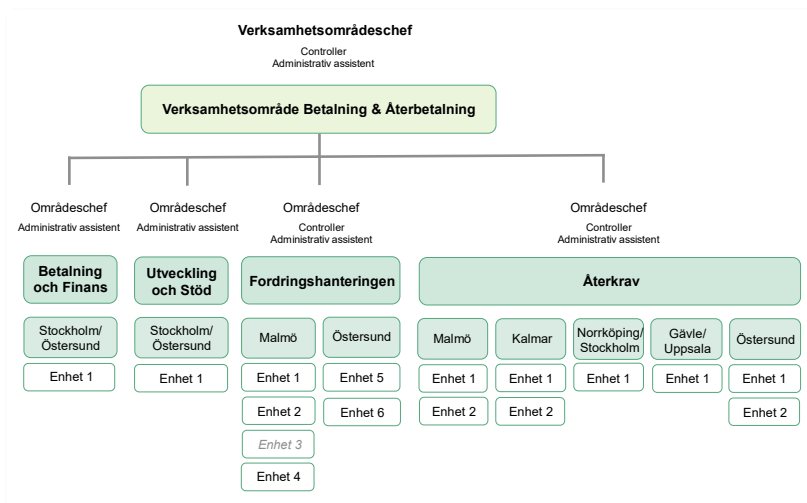 Verksamhetsområdeschef
Controller
Administrativ assistent
Verksamhetsområde Betalning & Återbetalning
Områdeschef
Administrativ assistent
Områdeschef
Administrativ assistent
Områdeschef
Controller
Administrativ assistent
Områdeschef
Controller
Administrativ assistent
Betalning
och Finans
Utveckling
och Stöd
Fordringshanteringen
Återkrav
Stockholm/
Östersund
Enhet 1
Stockholm/
Östersund
Enhet 1
Malmö
Enhet 1
Enhet 2
Enhet 3
Enhet 4
Östersund
Enhet 5
Enhet 6
Malmö
Enhet 1
Enhet 2
Kalmar
Enhet 1
Enhet 2
Norrköping/
Stockholm
Enhet 1
Gävle/
Uppsala
Enhet 1
Östersund
Enhet 1
Enhet 2